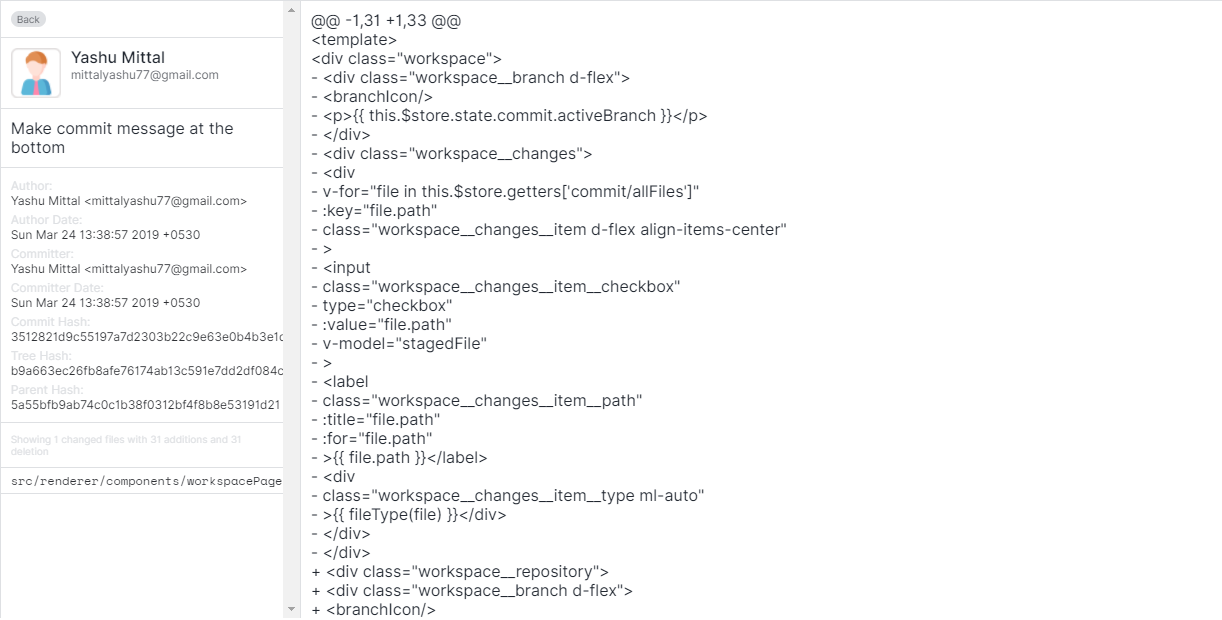 Back
Yashu Mittal
mittalyashu77@gmail.com
Make commit message at the
bottom
Author:
Yashu Mittal <mittalyashu77@gmail.com>
Author Date:
Sun Mar 24 13:38:57 2019 +0530
Committer:
Yashu Mittal <mittalyashu77@gmail.com>
Committer Date:
Sun Mar 24 13:38:57 2019 +0530
Commit Hash:
3512821d9c55197a7d2303b22c9e63e0b4b3e1c
Tree Hash:
b9a663ec26fb8afe76174ab13c591e7dd2df084c
Parent Hash:
5a55bfb9ab74c0c1b38f0312bf4f8b8e53191d21
Showing 1 changed files with 31 additions and 31
deletion
src/renderer/components/workspacePage
@@ -1,31 +1,33 @@
<template>
<div class="workspace">
- <div class="workspace__branch d-flex">
- <branchIcon/>
- <p>{{ this.$store.state.commit.activeBranch }}</p>
- </div>
- <div class="workspace__changes">
- <div
- v-for="file in this.$store.getters['commit/allFiles']"
- :key="file.path"
- class="workspace__changes__item d-flex align-items-center"
- >
- <input
- class="workspace__changes__item__checkbox"
- type="checkbox"
- :value="file.path"
- v-model="stagedFile"
- >
- <label
- class="workspace__changes__item__path"
- :title="file.path"
- :for="file.path"
- >{{ file.path }}</label>
- <div
- class="workspace__changes__item__type ml-auto"
- >{{ fileType(file) }}</div>
- </div>
- </div>
+ <div class="workspace__repository">
+ <div class="workspace__branch d-flex">
+ <branchIcon/>